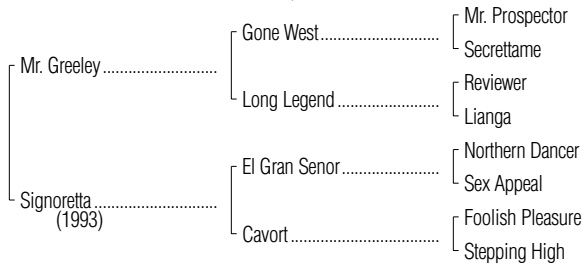 Mr. Prospector
Gone West
Secrettame
Mr. Greeley
Reviewer
Long Legend
Lianga
Northern Dancer
El Gran Senor
Sex Appeal
Signoretta
(1993)
Foolish Pleasure
Cavort
Stepping High